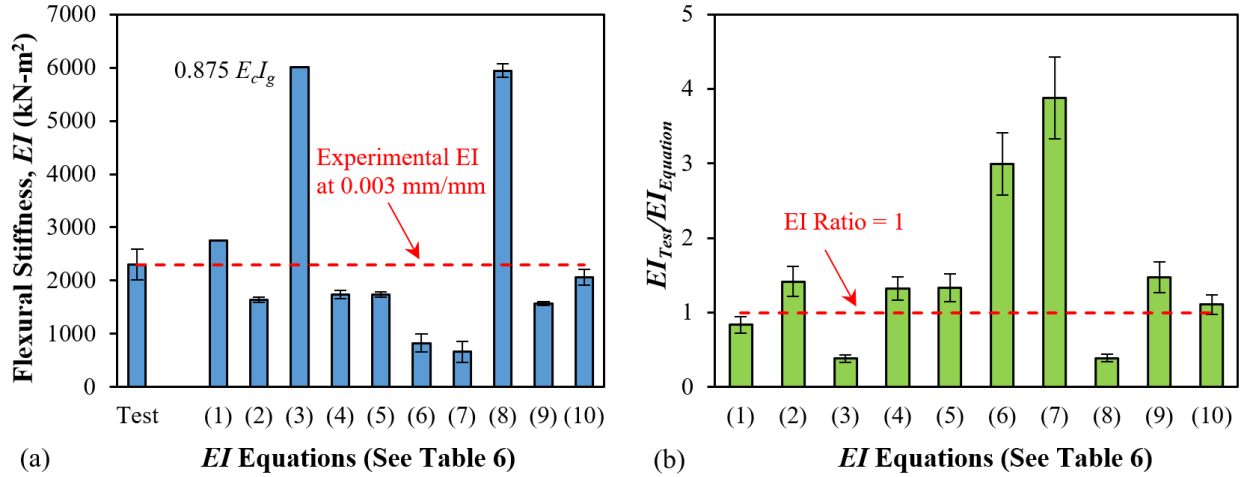 Flexural Stiffness, EI (kN-m²)
7000
6000
5000
4000
3000
2000
1000
0
0.875 EcIg
Experimental EI
at 0.003 mm/mm
Test (1) (2) (3) (4) (5) (6) (7) (8) (9) (10)
(a) EI Equations (See Table 6)
EITest/EIEquation
5
4
3
2
1
0
EI Ratio = 1
(1) (2) (3) (4) (5) (6) (7) (8) (9) (10)
(b) EI Equations (See Table 6)